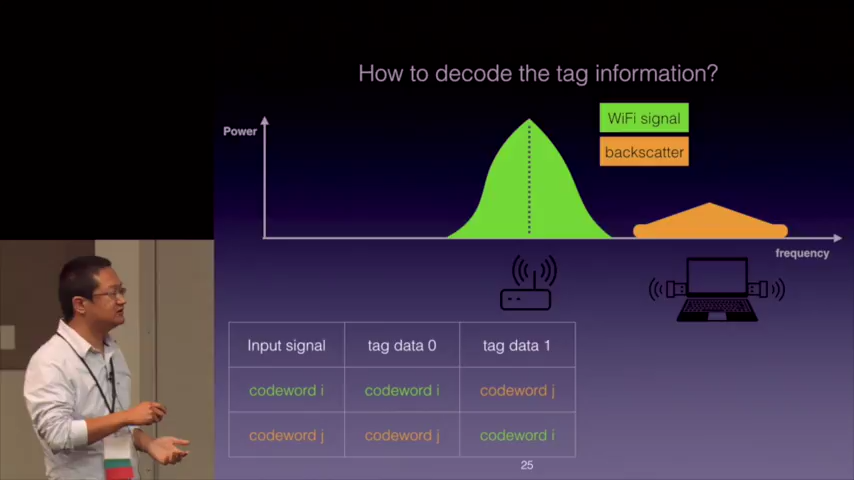 How to decode the tag information?
Power
WiFi signal
backscatter
frequency
Input signal tag data 0 tag data 1
codeword i codeword i codeword j
codeword j codeword j codeword i
25